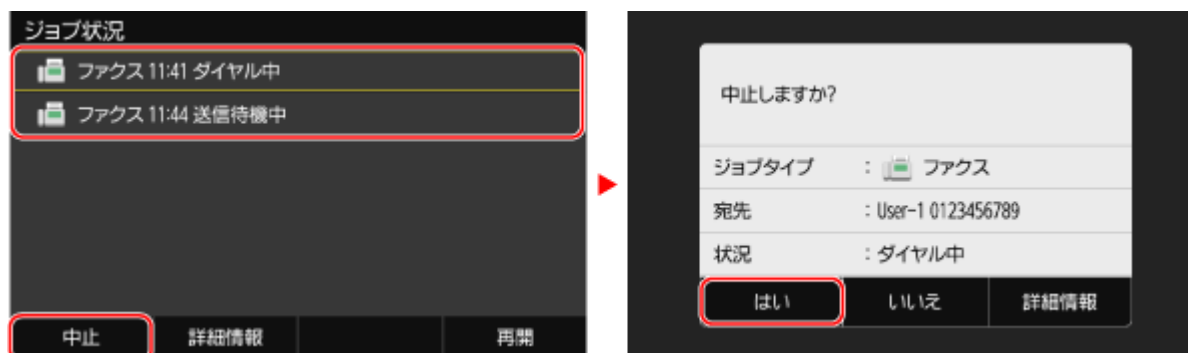 ジョブ状況
ファクス 11:41 ダイヤル中
ファクス 11:44 送信待機中
中止 詳細情報 再開
中止しますか?
ジョブタイプ : ファクス
宛先 : User-1 0123456789
状況 : ダイヤル中
はい いいえ 詳細情報